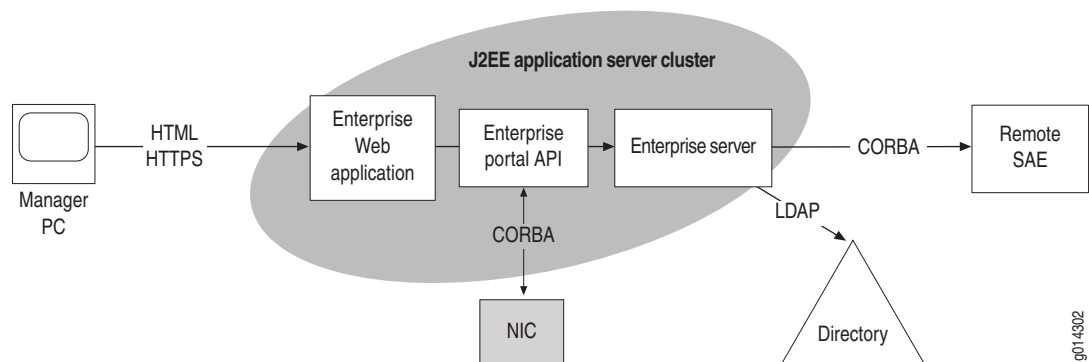 J2EE application server cluster
HTML
HTTPS
Enterprise
Web
application
Enterprise
portal API
Enterprise server
CORBA
Remote
SAE
Manager
PC
LDAP
CORBA
NIC
Directory
g014302